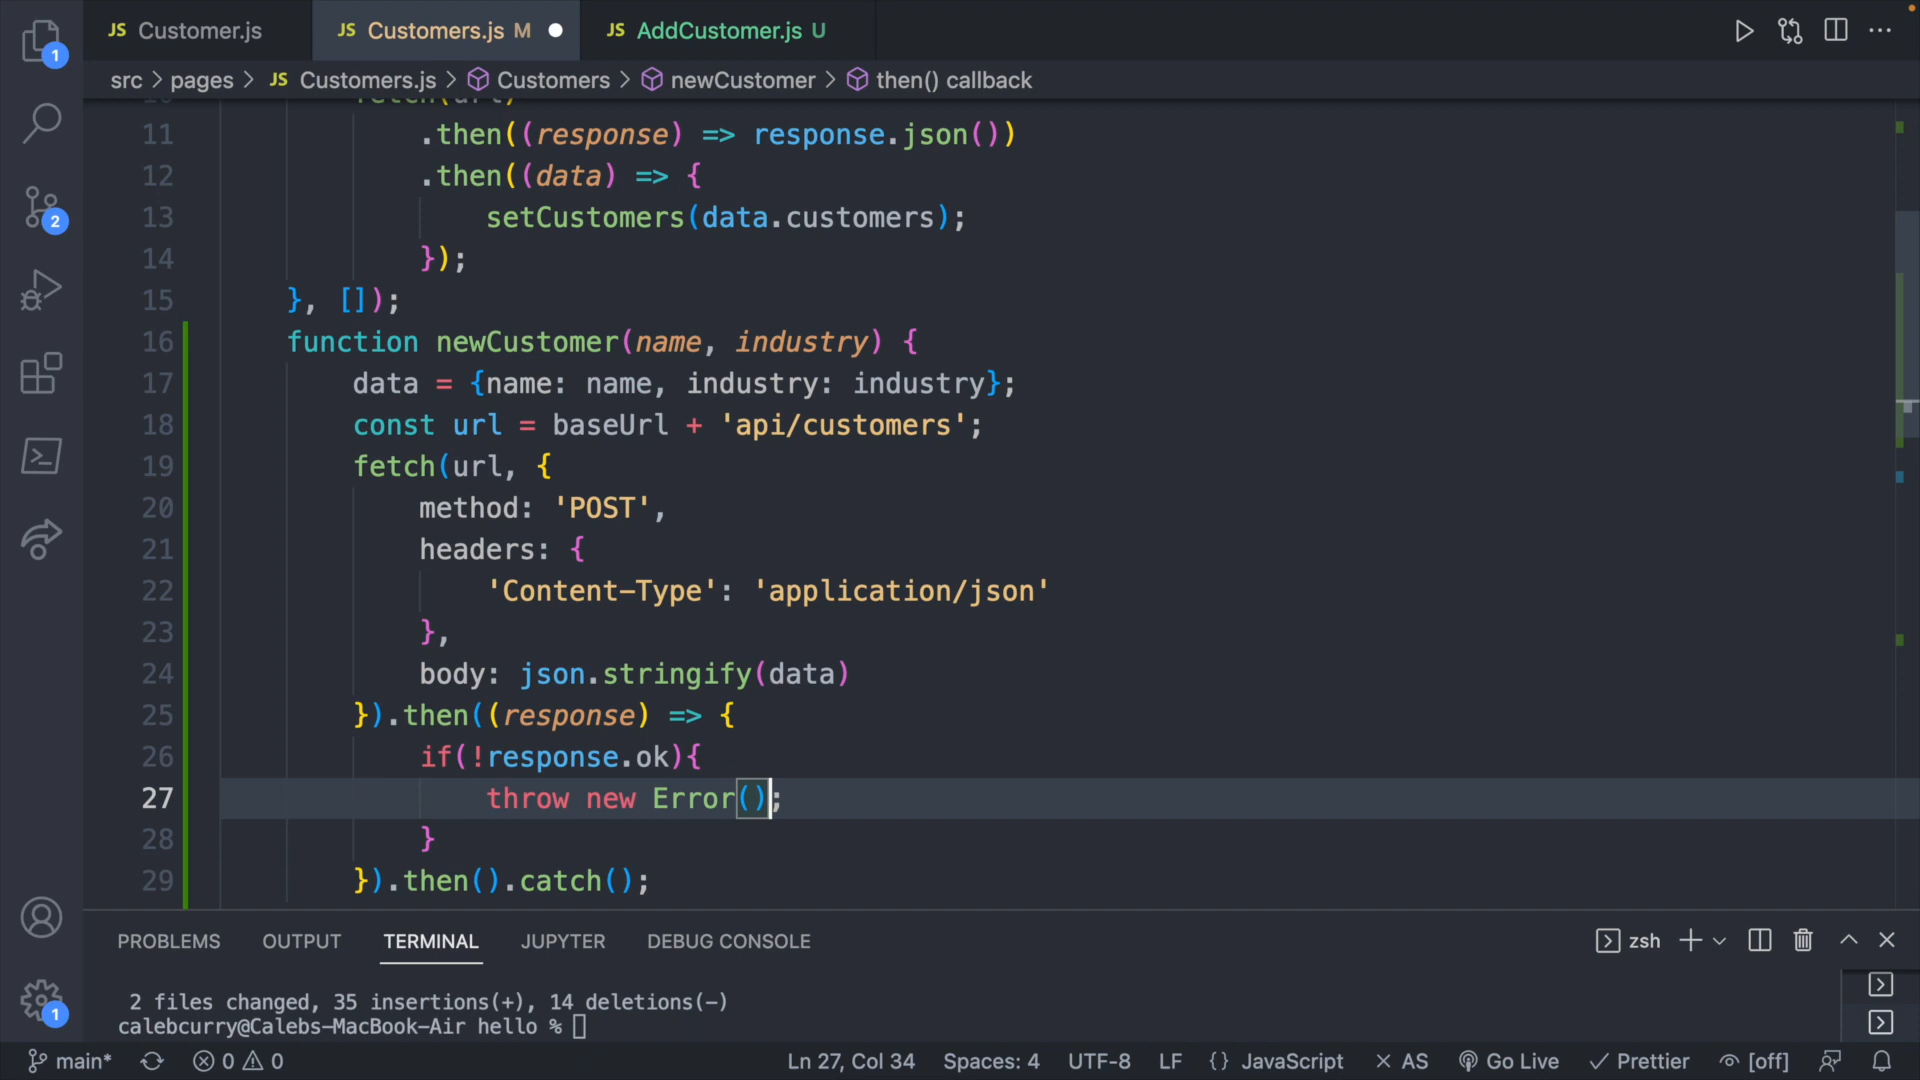 JS Customer.js
JS Customers.js M
JS AddCustomer.js U
src > pages > JS Customers.js > Customers > newCustomer > then() callback
11 .then((response) => response.json())
12 .then((data) => {
13 setCustomers(data.customers);
14 });
15 }, []);
16 function newCustomer(name, industry) {
17 data = {name: name, industry: industry};
18 const url = baseUrl + 'api/customers';
19 fetch(url, {
20 method: 'POST',
21 headers: {
22 'Content-Type': 'application/json'
23 },
24 body: json.stringify(data)
25 }).then((response) => {
26 if(!response.ok){
27 throw new Error();
28 }
29 }).then().catch();
1
2
1
PROBLEMS OUTPUT TERMINAL JUPYTER DEBUG CONSOLE
zsh
2 files changed, 35 insertions(+), 14 deletions(-)
calebcurry@Calebs-MacBook-Air hello %
main* 0 0 Ln 27, Col 34 Spaces: 4 UTF-8 LF {} JavaScript AS Go Live Prettier [off]